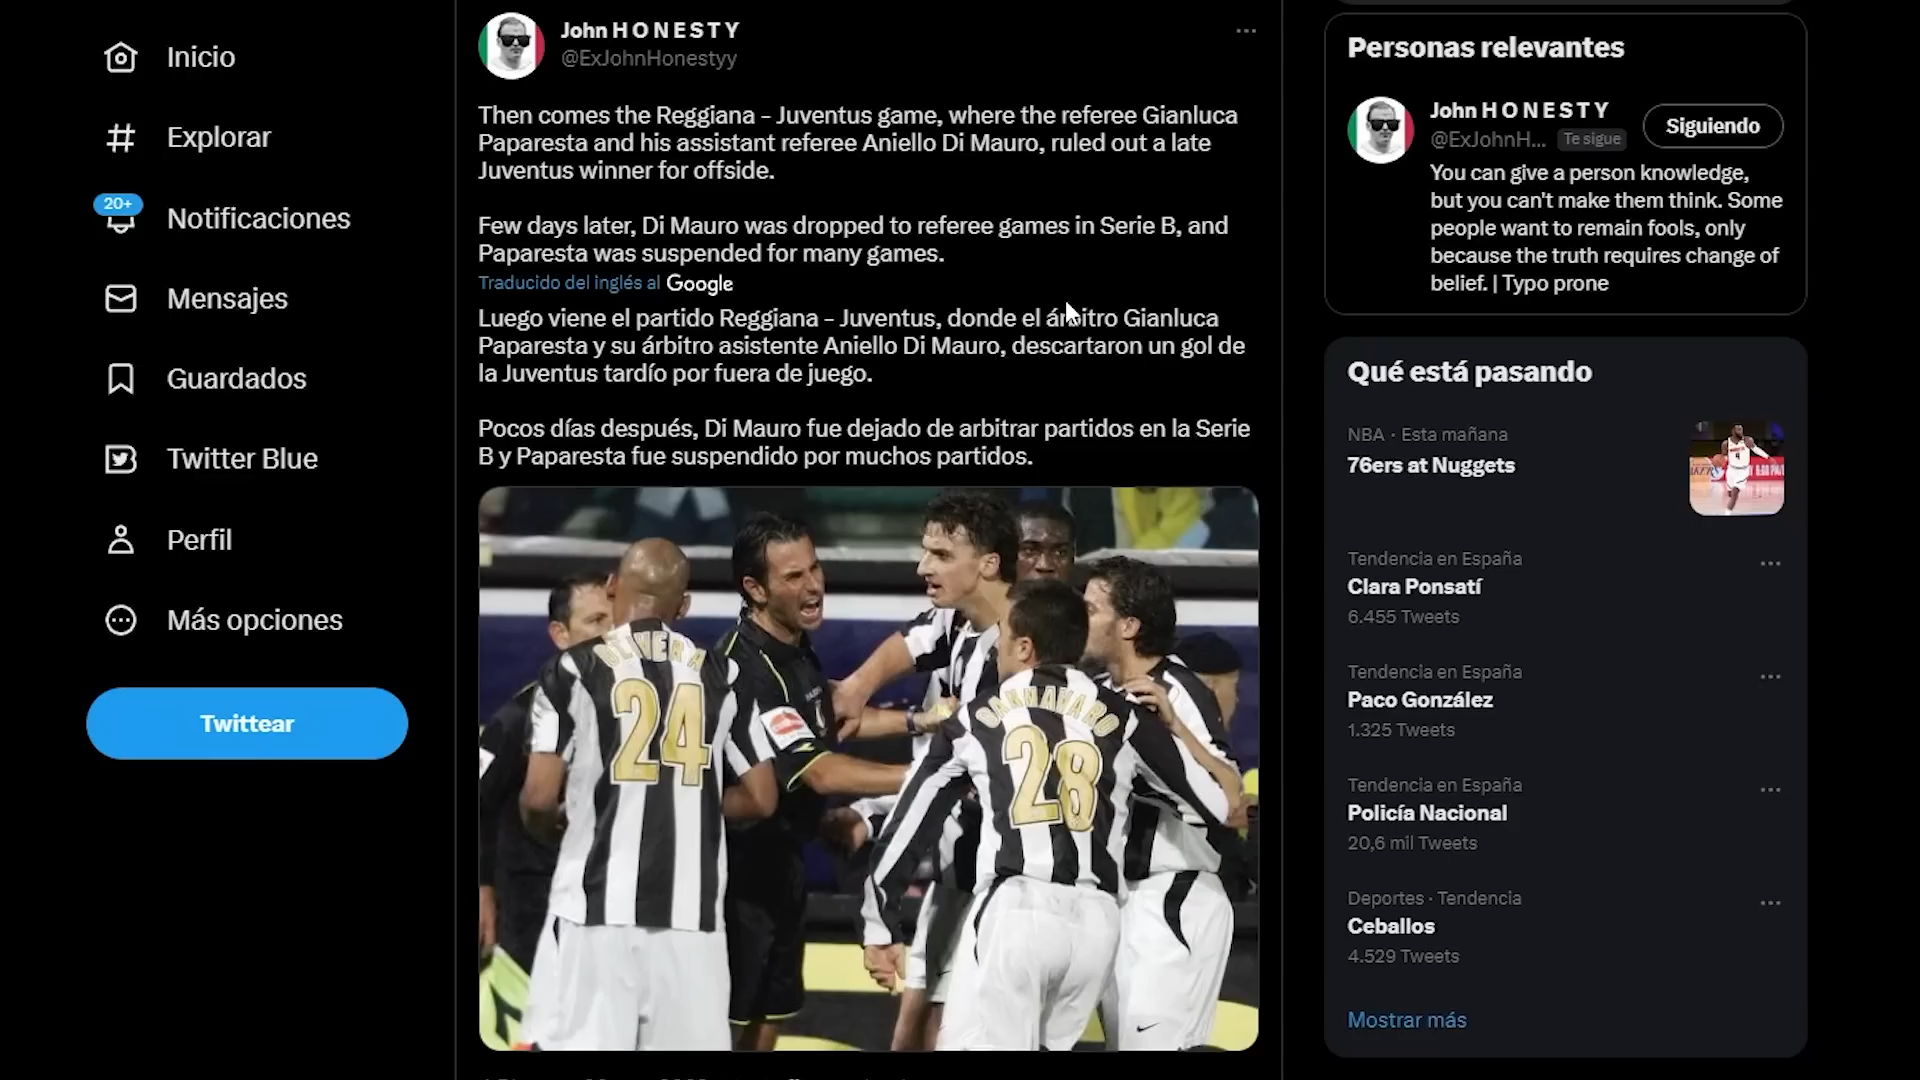 Inicio
Explorar
20+
Notificaciones
Mensajes
Guardados
Twitter Blue
Perfil
Más opciones
Twittear
John H O N E S T Y
@ExJohnHonestyy
Then comes the Reggiana - Juventus game, where the referee Gianluca
Paparesta and his assistant referee Aniello Di Mauro, ruled out a late
Juventus winner for offside.
Few days later, Di Mauro was dropped to referee games in Serie B, and
Paparesta was suspended for many games.
Traducido del inglés al Google
Luego viene el partido Reggiana - Juventus, donde el árbitro Gianluca
Paparesta y su árbitro asistente Aniello Di Mauro, descartaron un gol de
la Juventus tardío por fuera de juego.
Pocos días después, Di Mauro fue dejado de arbitrar partidos en la Serie
B y Paparesta fue suspendido por muchos partidos.
OLIVERA
24
CANNAVARO
28
Personas relevantes
John H O N E S T Y
@ExJohnH... Te sigue
Siguiendo
You can give a person knowledge,
but you can't make them think. Some
people want to remain fools, only
because the truth requires change of
belief. | Typo prone
Qué está pasando
NBA · Esta mañana
76ers at Nuggets
Tendencia en España
Clara Ponsatí
6.455 Tweets
Tendencia en España
Paco González
1.325 Tweets
Tendencia en España
Policía Nacional
20,6 mil Tweets
Deportes · Tendencia
Ceballos
4.529 Tweets
Mostrar más